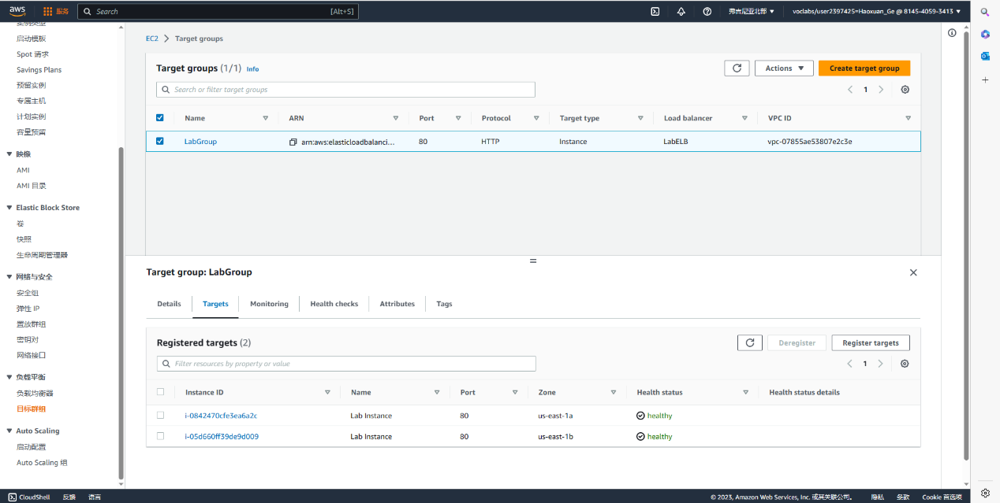 aws 服务 Search [Alt+S] 弗吉尼亚北部 voclabs/user2397425=Haoxuan_Ge @ 8145-4059-3413
实例类型
启动模板
Spot 请求
Savings Plans
预留实例
专属主机
计划实例
容量预留
映像
AMI
AMI 目录
Elastic Block Store
卷
快照
生命周期管理器
网络与安全
安全组
弹性 IP
置放群组
密钥对
网络接口
负载平衡
负载均衡器
目标群组
Auto Scaling
启动配置
Auto Scaling 组
EC2 > Target groups
Target groups (1/1) Info Actions Create target group
Search or filter target groups 1
Name ARN Port Protocol Target type Load balancer VPC ID
LabGroup arn:aws:elasticloadbalanci... 80 HTTP Instance LabELB vpc-07855ae53807e2c3e
Target group: LabGroup
Details Targets Monitoring Health checks Attributes Tags
Registered targets (2) Deregister Register targets
Filter resources by property or value 1
Instance ID Name Port Zone Health status Health status details
i-0842470cfe3ea6a2c Lab Instance 80 us-east-1a healthy
i-05d660ff39de9d009 Lab Instance 80 us-east-1b healthy
CloudShell 反馈 语言 © 2023, Amazon Web Services, Inc. 或其关联公司。 隐私 条款 Cookie 首选项